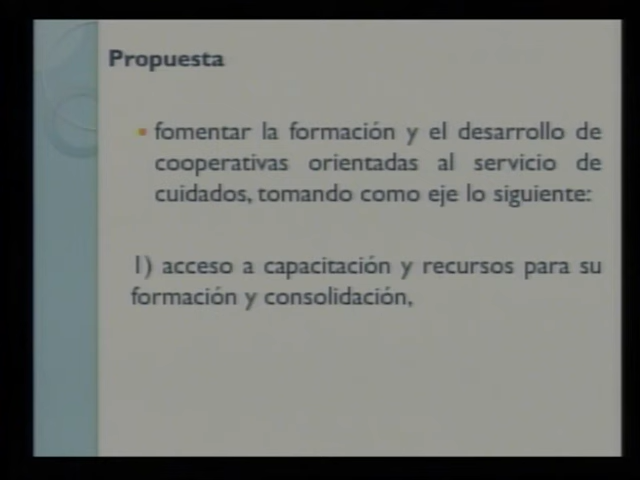 Propuesta
• fomentar la formación y el desarrollo de
cooperativas orientadas al servicio de
cuidados, tomando como eje lo siguiente:
1) acceso a capacitación y recursos para su
formación y consolidación,